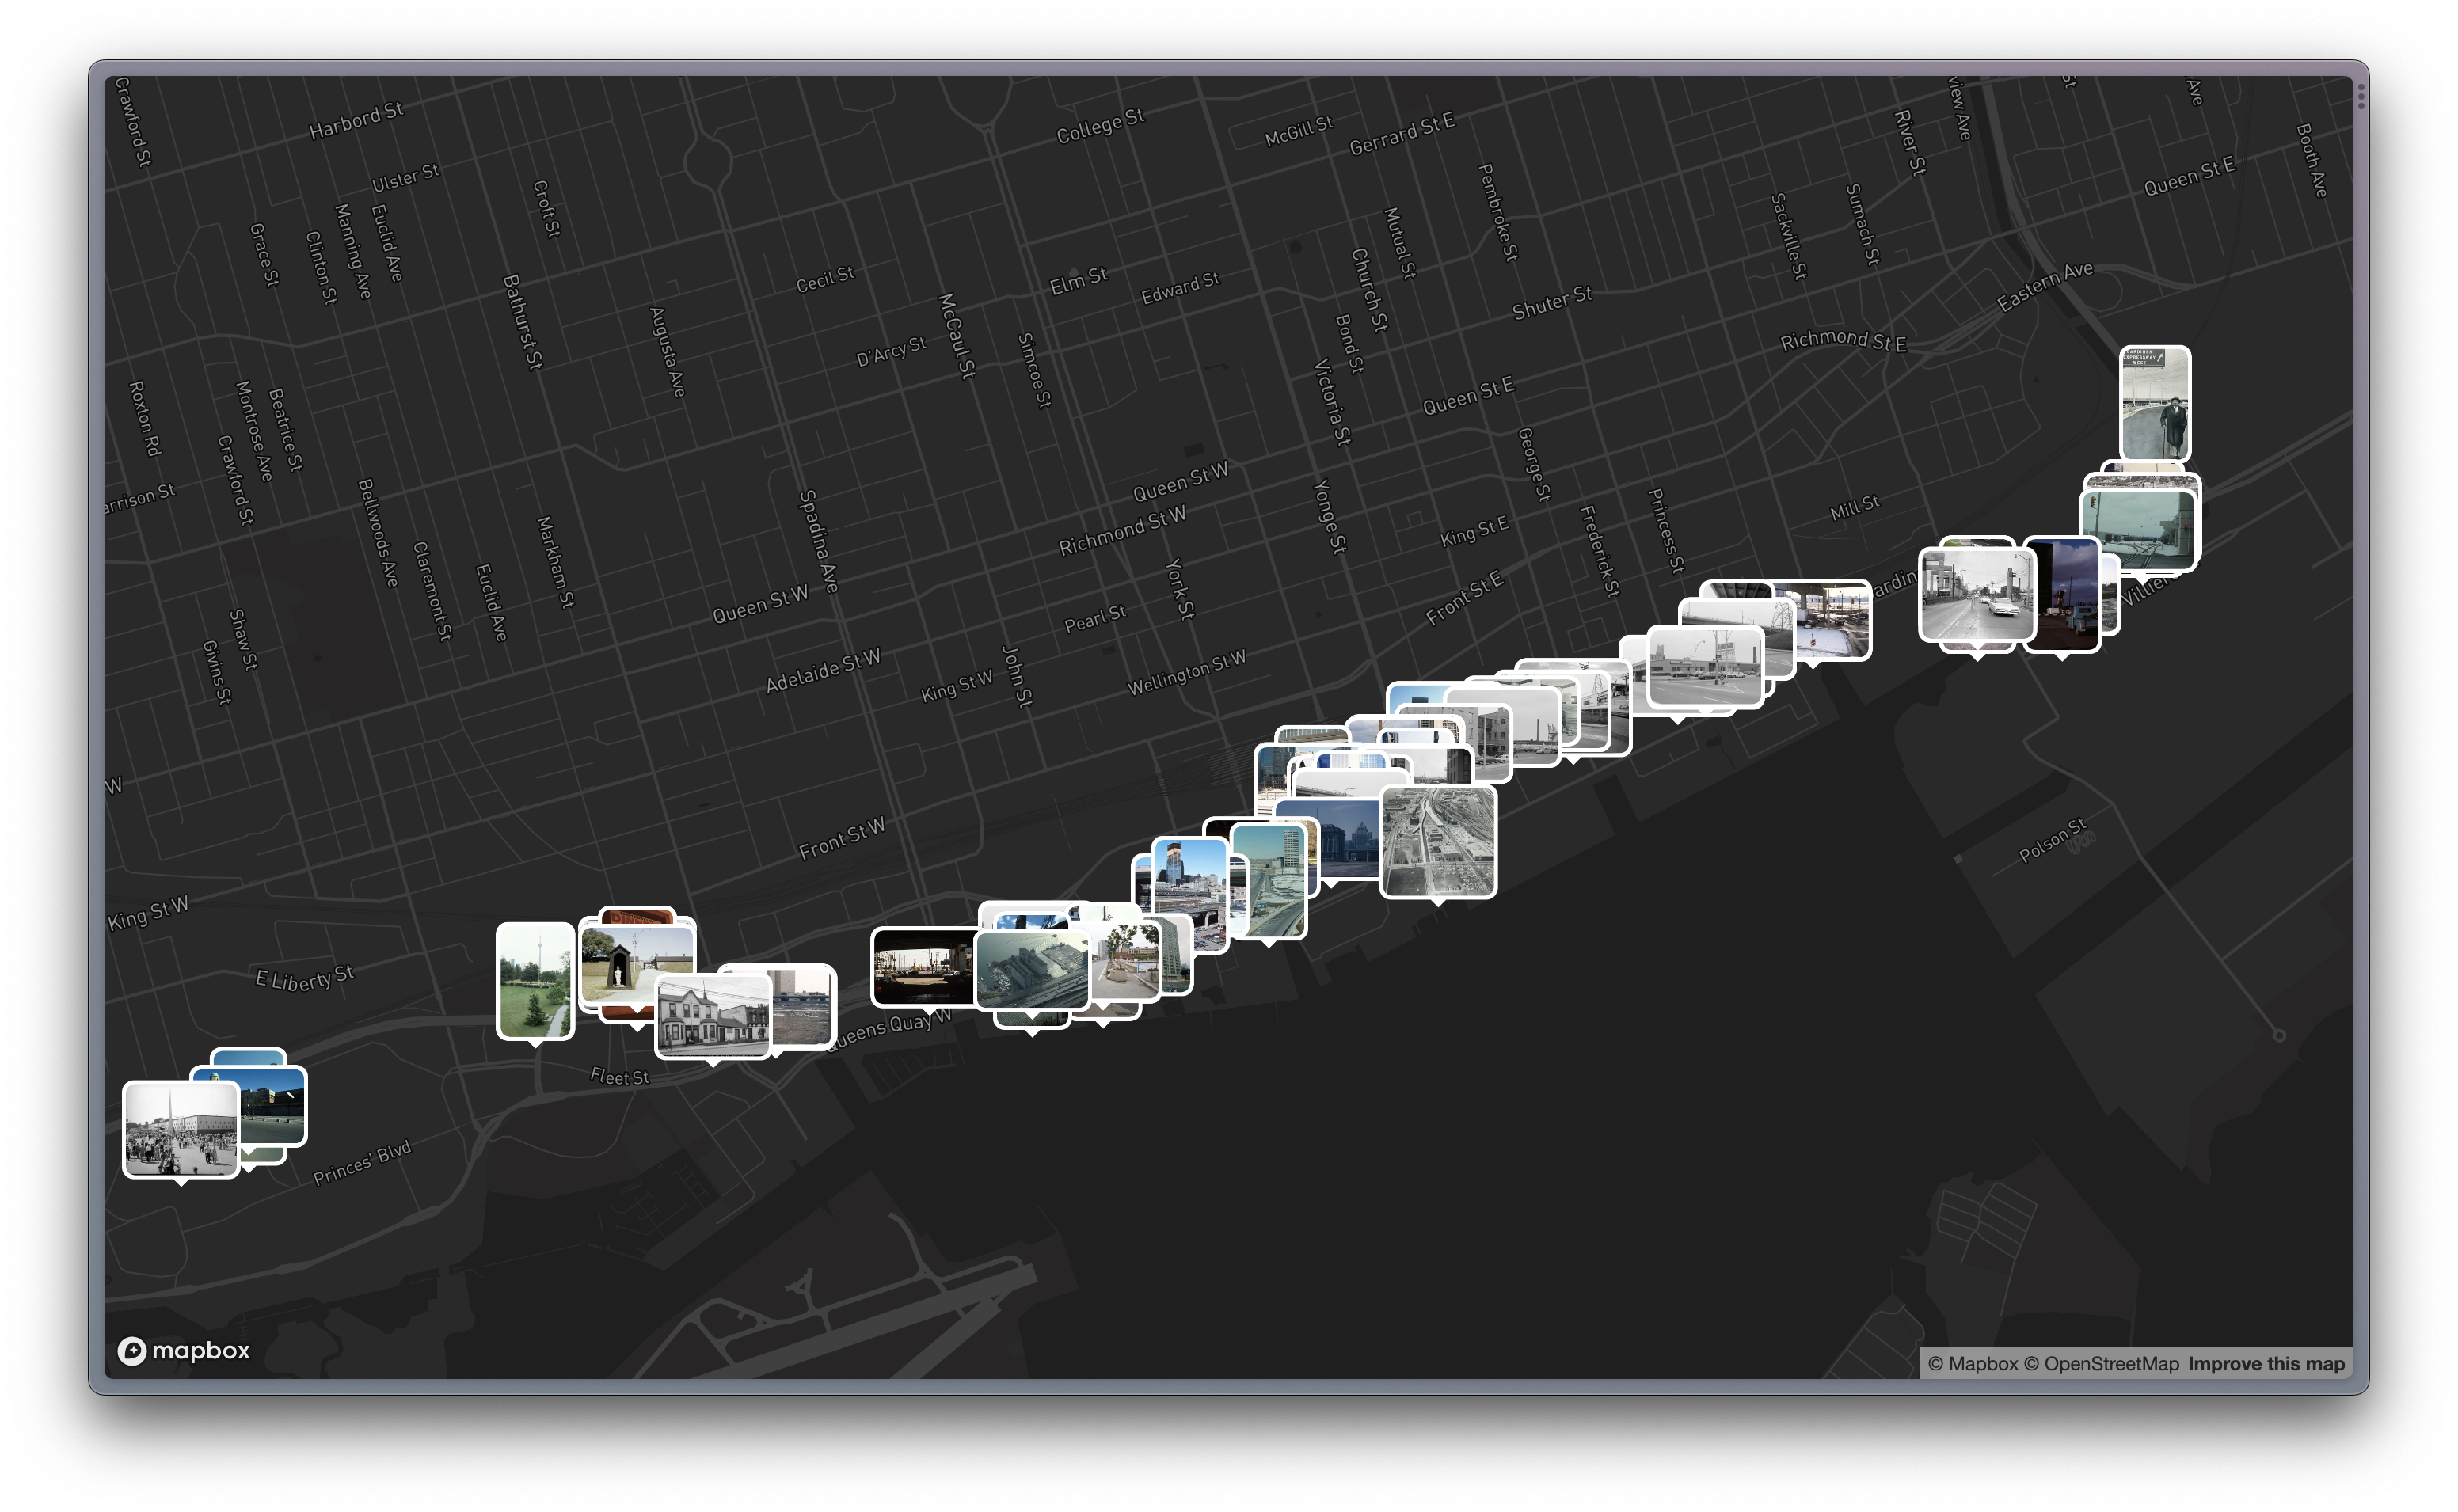 Crawford St
Harbord St
Ulster St
Grace St
Clinton St
Manning Ave
Euclid Ave
Croft St
Bathurst St
Cecil St
Augusta Ave
College St
McGill St
Gerrard St E
Elm St
Edward St
McCaul St
D'Arcy St
Simcoe St
Church St
Mutual St
Pembroke St
Bond St
Victoria St
Shuter St
Sackville St
Sumach St
River St
view Ave
St
Ave
Booth Ave
Queen St E
Eastern Ave
Richmond St E
Queen St E
GARDINER
EXPRESSWAY
WEST
Roxton Rd
Montrose Ave
Beatrice St
Crawford St
arrison St
Bellwoods Ave
Claremont St
Euclid Ave
Markham St
Spadina Ave
Queen St W
Richmond St W
Queen St W
York St
Yonge St
King St E
George St
Frederick St
Princess St
Mill St
Front St E
Pearl St
Wellington St W
John St
King St W
Adelaide St W
Shaw St
Givins St
W
Front St W
King St W
E Liberty St
Fleet St
Queens Quay W
Princes' Blvd
ardin
Villier
Polson St
mapbox
© Mapbox © OpenStreetMap Improve this map